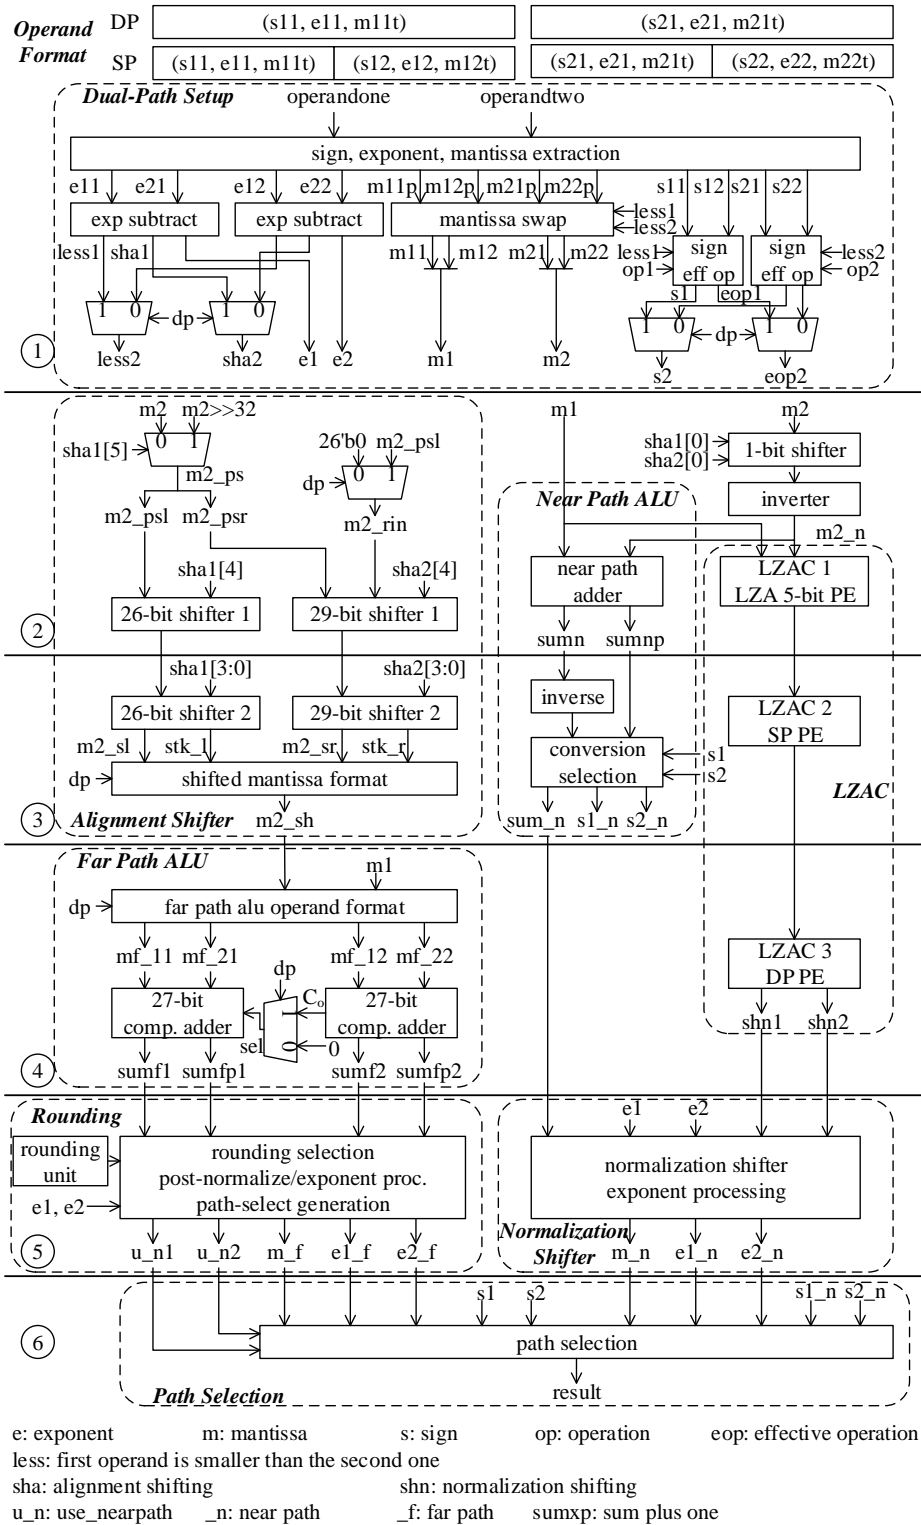 Operand Format
DP (s11, e11, m11t) (s21, e21, m21t)
SP (s11, e11, m11t) (s12, e12, m12t) (s21, e21, m21t) (s22, e22, m22t)
Dual-Path Setup operandone operandtwo
sign, exponent, mantissa extraction
e11 e21 e12 e22 m11p m12p m21p m22p s11 s12 s21 s22
exp subtract exp subtract mantissa swap less1
less2
less1 sha1 m11 m12 m21 m22 less1 op1 sign eff op sign eff op less2 op2
s1 eop1
1 0 dp 1 0 1 0 dp 1 0
1 less2 sha2 e1 e2 m1 m2 s2 eop2
m2 m2>>32 m1 m2
sha1[5] 0 1 26'b0 m2_psl sha1[0] sha2[0] 1-bit shifter
m2_ps dp 0 1
Near Path ALU inverter
m2_psl m2_psr m2_rin m2_n
sha1[4] sha2[4] near path adder LZAC 1 LZA 5-bit PE
2 26-bit shifter 1 29-bit shifter 1 sumn sumnp
sha1[3:0] sha2[3:0]
26-bit shifter 2 29-bit shifter 2 inverse LZAC 2 SP PE
m2_sl stk_l m2_sr stk_r conversion selection s1 s2
dp shifted mantissa format LZAC
3 Alignment Shifter m2_sh sum_n s1_n s2_n
Far Path ALU m1
dp far path alu operand format
mf_11 mf_21 mf_12 mf_22 LZAC 3 DP PE
dp
27-bit comp. adder sel 1 0 Co 0 27-bit comp. adder shn1 shn2
4 sumf1 sumfp1 sumf2 sumfp2
Rounding e1 e2
rounding unit rounding selection normalization shifter
post-normalize/exponent proc. exponent processing
e1, e2 path-select generation
5 u_n1 u_n2 m_f e1_f e2_f Normalization Shifter m_n e1_n e2_n
s1 s2 s1_n s2_n
6 path selection
Path Selection result
e: exponent m: mantissa s: sign op: operation eop: effective operation
less: first operand is smaller than the second one
sha: alignment shifting shn: normalization shifting
u_n: use_nearpath _n: near path _f: far path sumxp: sum plus one